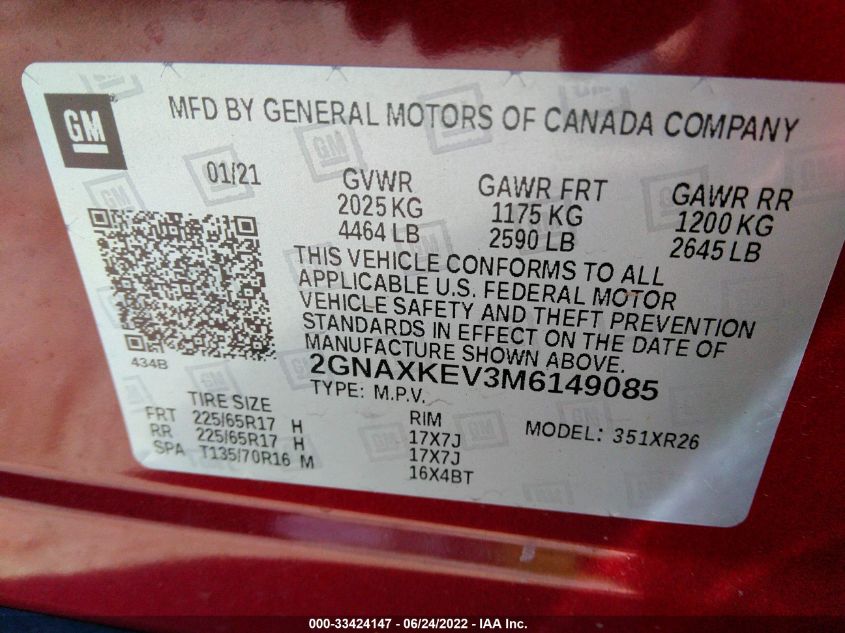 GM ®
MFD BY GENERAL MOTORS OF CANADA COMPANY
01/21
GVWR
2025 KG
4464 LB
GAWR FRT
1175 KG
2590 LB
GAWR RR
1200 KG
2645 LB
THIS VEHICLE CONFORMS TO ALL
APPLICABLE U.S. FEDERAL MOTOR
VEHICLE SAFETY AND THEFT PREVENTION
STANDARDS IN EFFECT ON THE DATE OF
MANUFACTURE SHOWN ABOVE.
434B
2GNAXKEV3M6149085
TYPE: M.P.V.
TIRE SIZE
FRT 225/65R17 H
RR 225/65R17 H
SPA T135/70R16 M
RIM
17X7J
17X7J
16X4BT
MODEL: 351XR26
000-33424147 - 06/24/2022 - IAA Inc.